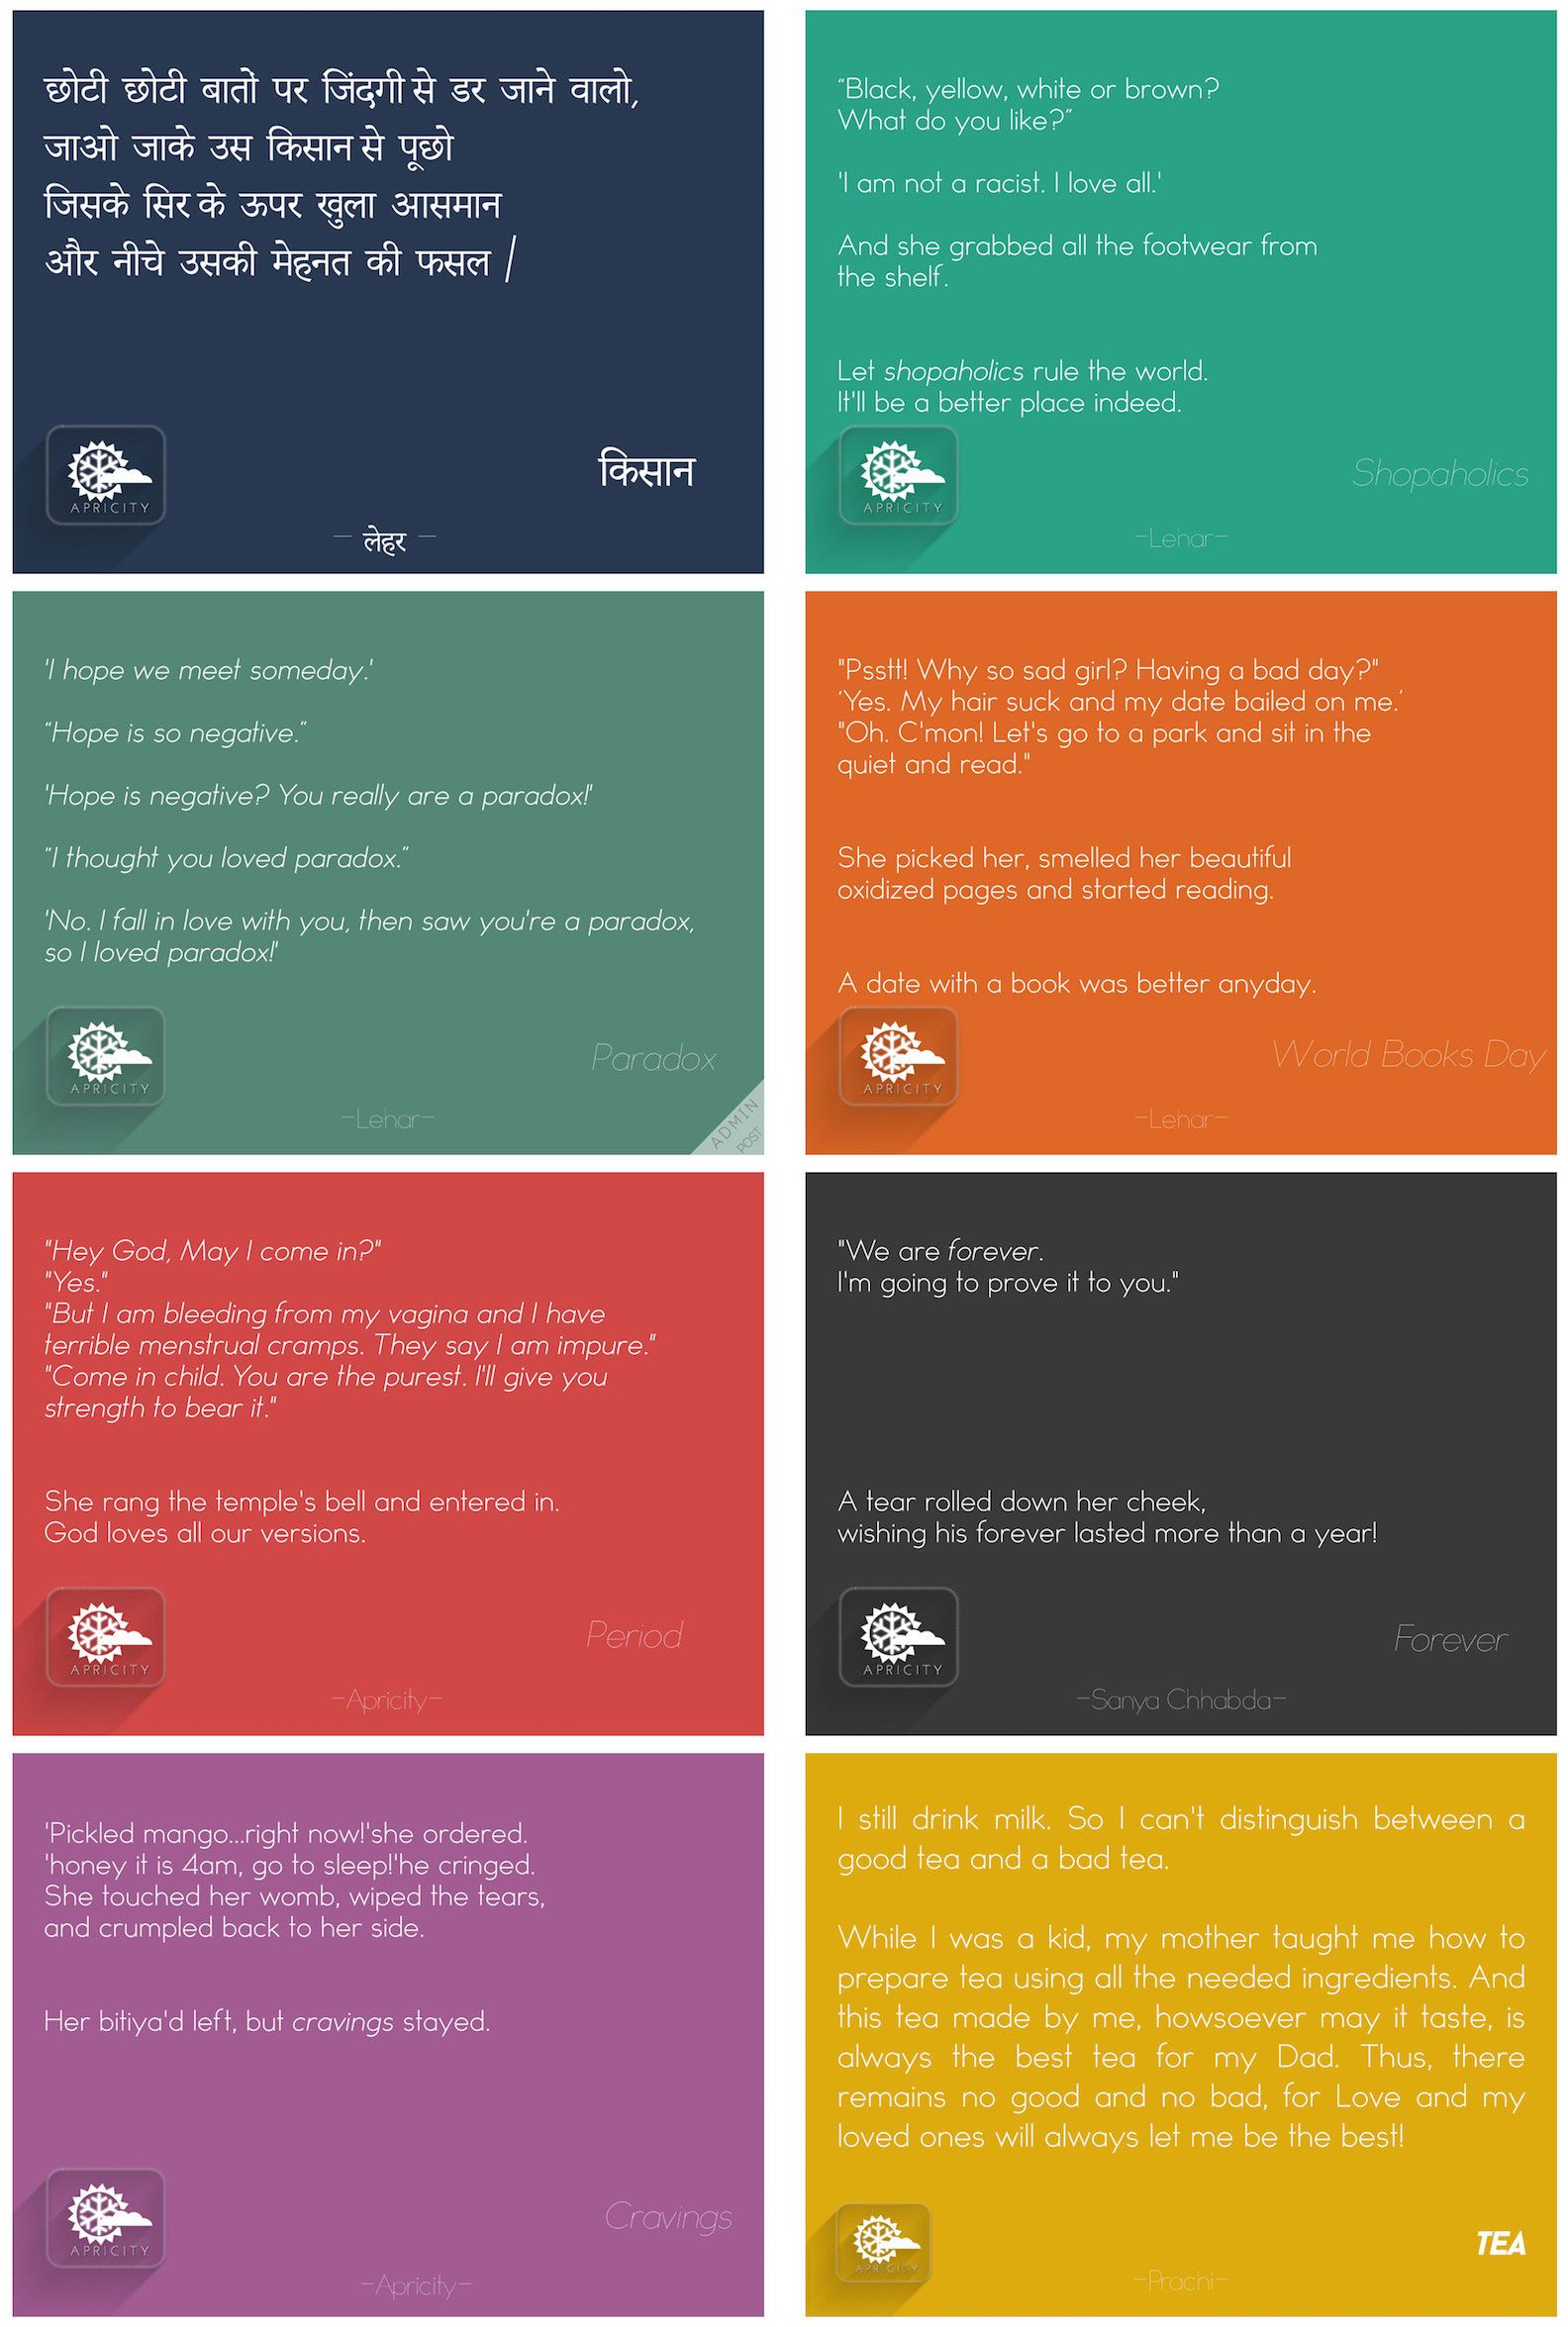 छोटी छोटी बातों पर जिंदगी से डर जाने वालो,
जाओ जाके उस किसान से पूछो
जिसके सिर के ऊपर खुला आसमान
और नीचे उसकी मेहनत की फसल |
APRICITY
किसान
- लेहर -
“Black, yellow, white or brown?
What do you like?”
'I am not a racist. I love all.'
And she grabbed all the footwear from
the shelf.
Let shopaholics rule the world.
It'll be a better place indeed.
APRICITY
Shopaholics
-Lehar-
'I hope we meet someday.'
“Hope is so negative.”
'Hope is negative? You really are a paradox!'
“I thought you loved paradox.”
'No. I fall in love with you, then saw you're a paradox,
so I loved paradox!'
APRICITY
Paradox
-Lehar-
ADMIN
POST
"Psstt! Why so sad girl? Having a bad day?"
‘Yes. My hair suck and my date bailed on me.’
"Oh. C'mon! Let's go to a park and sit in the
quiet and read."
She picked her, smelled her beautiful
oxidized pages and started reading.
A date with a book was better anyday.
APRICITY
World Books Day
-Lehar-
"Hey God, May I come in?"
"Yes."
"But I am bleeding from my vagina and I have
terrible menstrual cramps. They say I am impure."
"Come in child. You are the purest. I'll give you
strength to bear it."
She rang the temple's bell and entered in.
God loves all our versions.
APRICITY
Period
-Apricity-
"We are forever.
I'm going to prove it to you."
A tear rolled down her cheek,
wishing his forever lasted more than a year!
APRICITY
Forever
-Sanya Chhabda-
'Pickled mango...right now!'she ordered.
'honey it is 4am, go to sleep!'he cringed.
She touched her womb, wiped the tears,
and crumpled back to her side.
Her bitiya'd left, but cravings stayed.
APRICITY
Cravings
-Apricity-
I still drink milk. So I can't distinguish between a
good tea and a bad tea.
While I was a kid, my mother taught me how to
prepare tea using all the needed ingredients. And
this tea made by me, howsoever may it taste, is
always the best tea for my Dad. Thus, there
remains no good and no bad, for Love and my
loved ones will always let me be the best!
APRICITY
TEA
-Prachi-